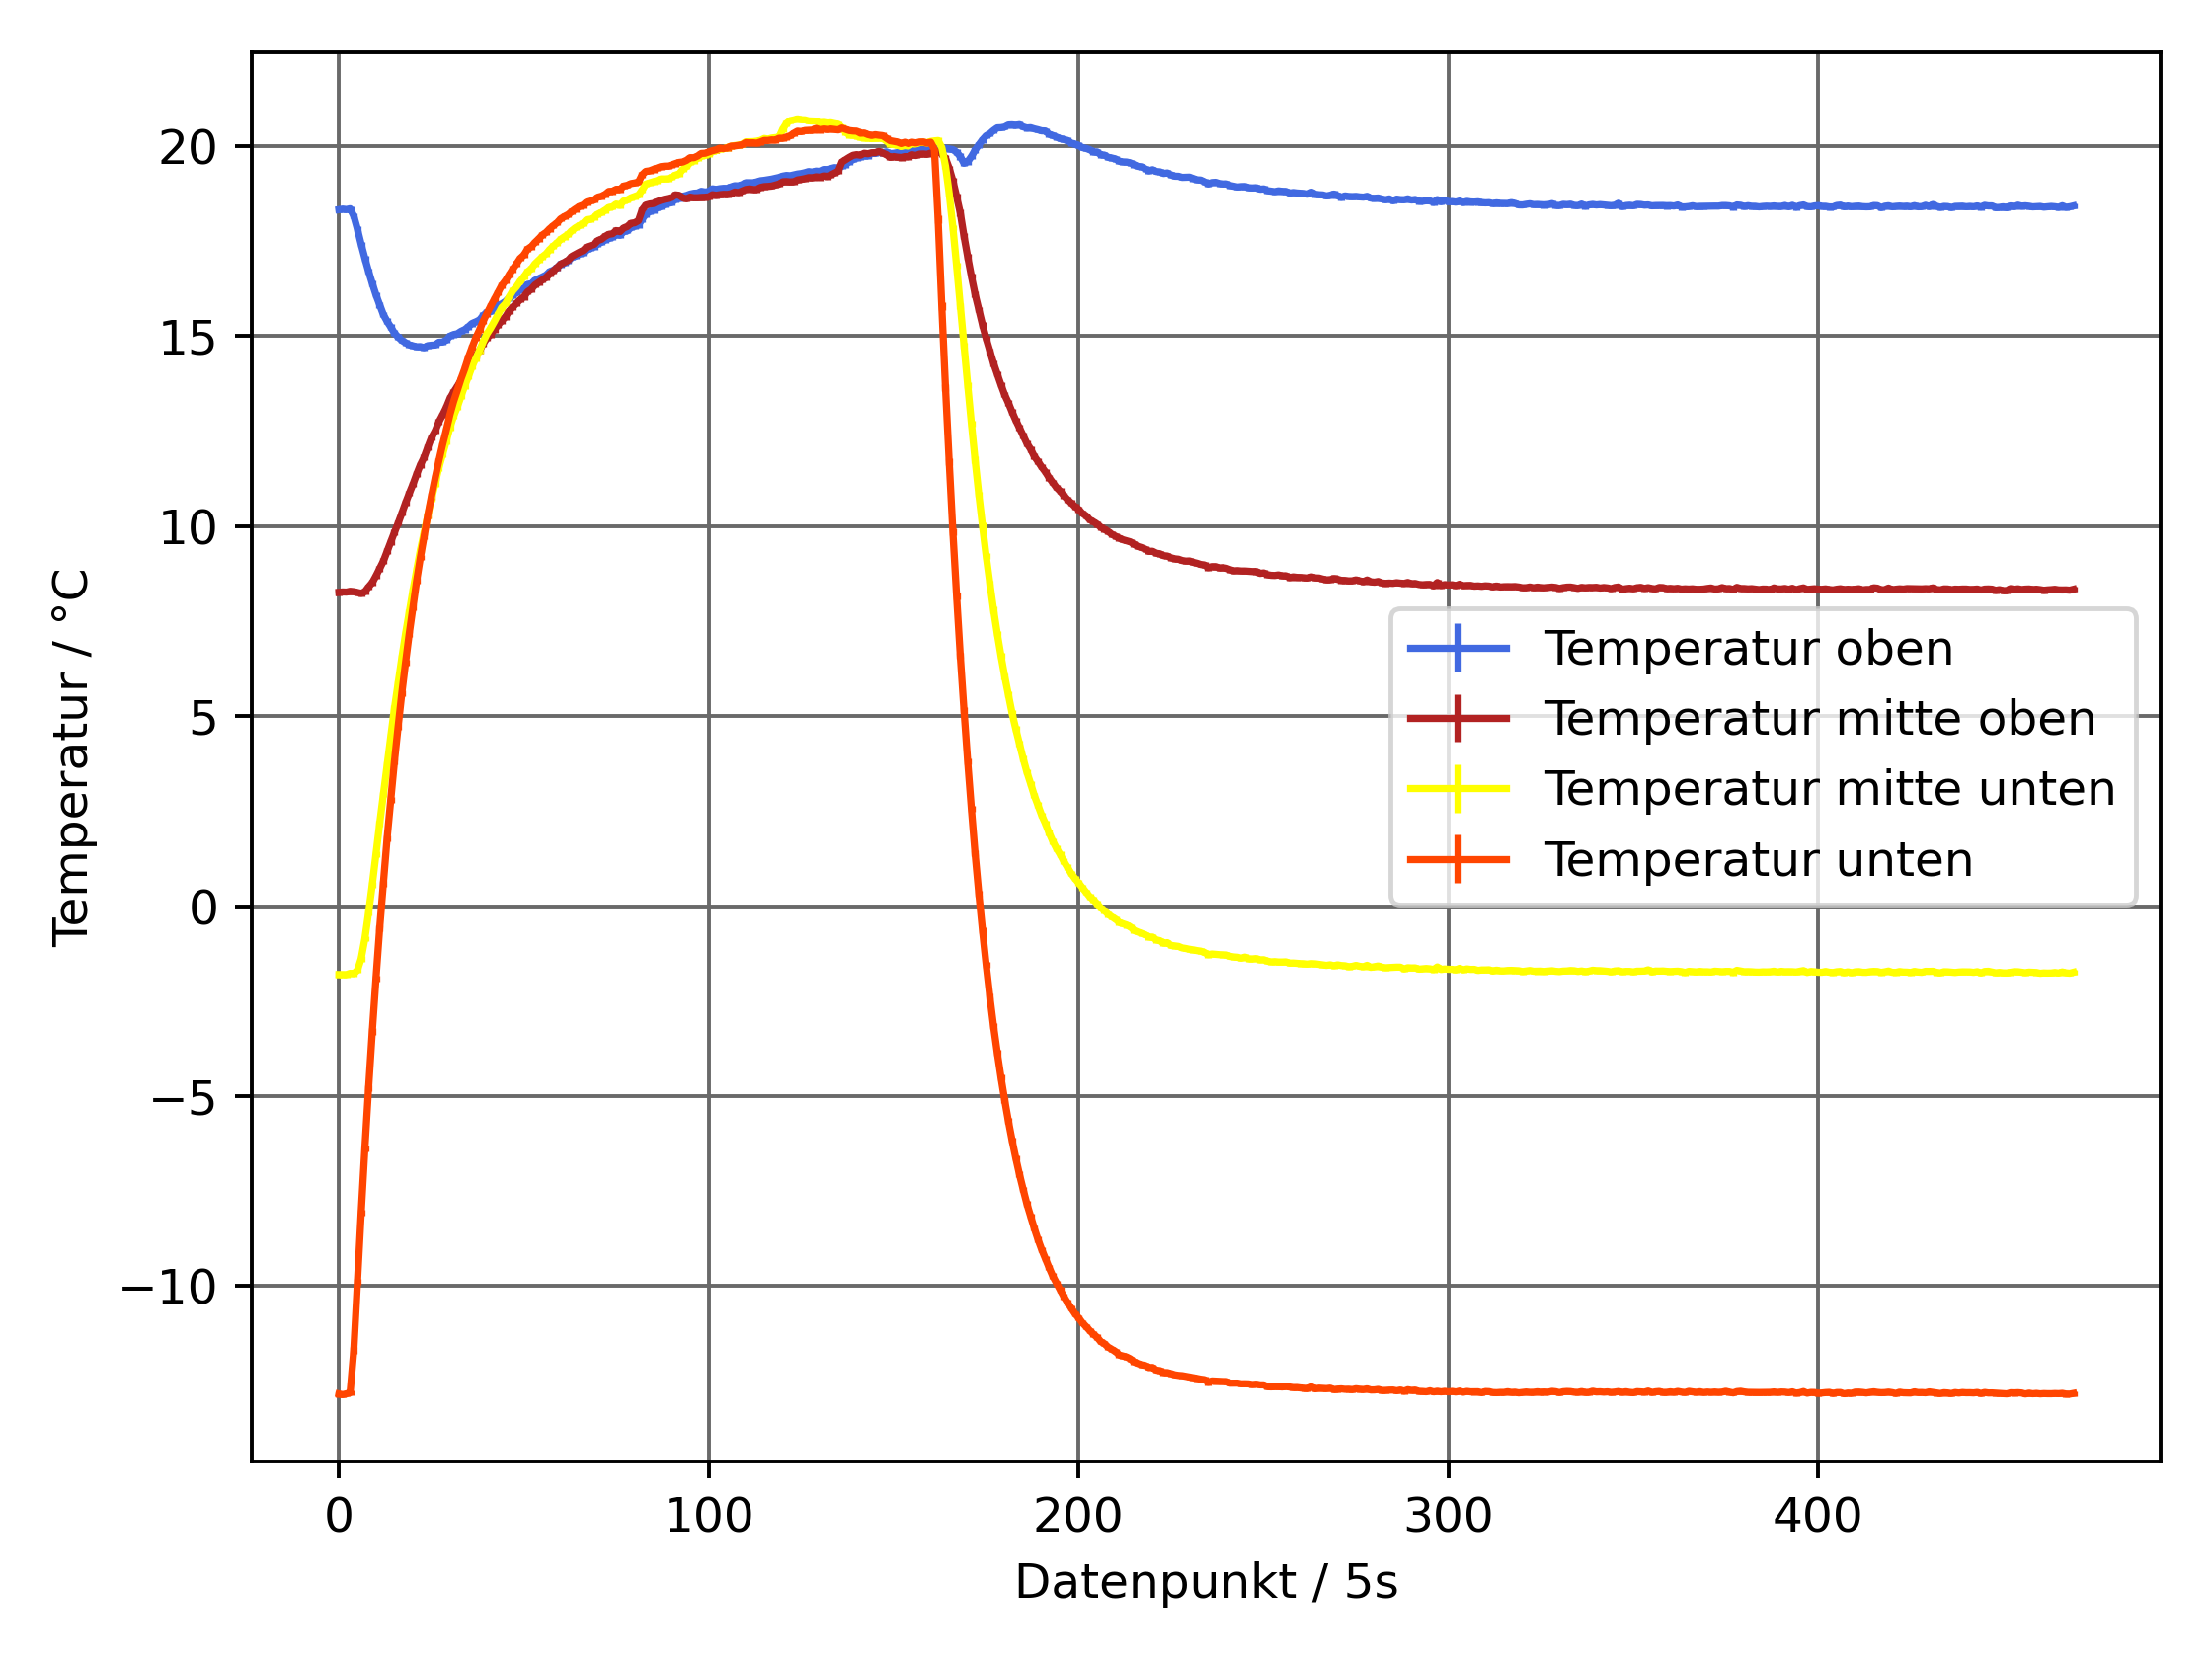 20
15
10
5
0
−5
−10
Temperatur / °C
Temperatur oben
Temperatur mitte oben
Temperatur mitte unten
Temperatur unten
0 100 200 300 400
Datenpunkt / 5s